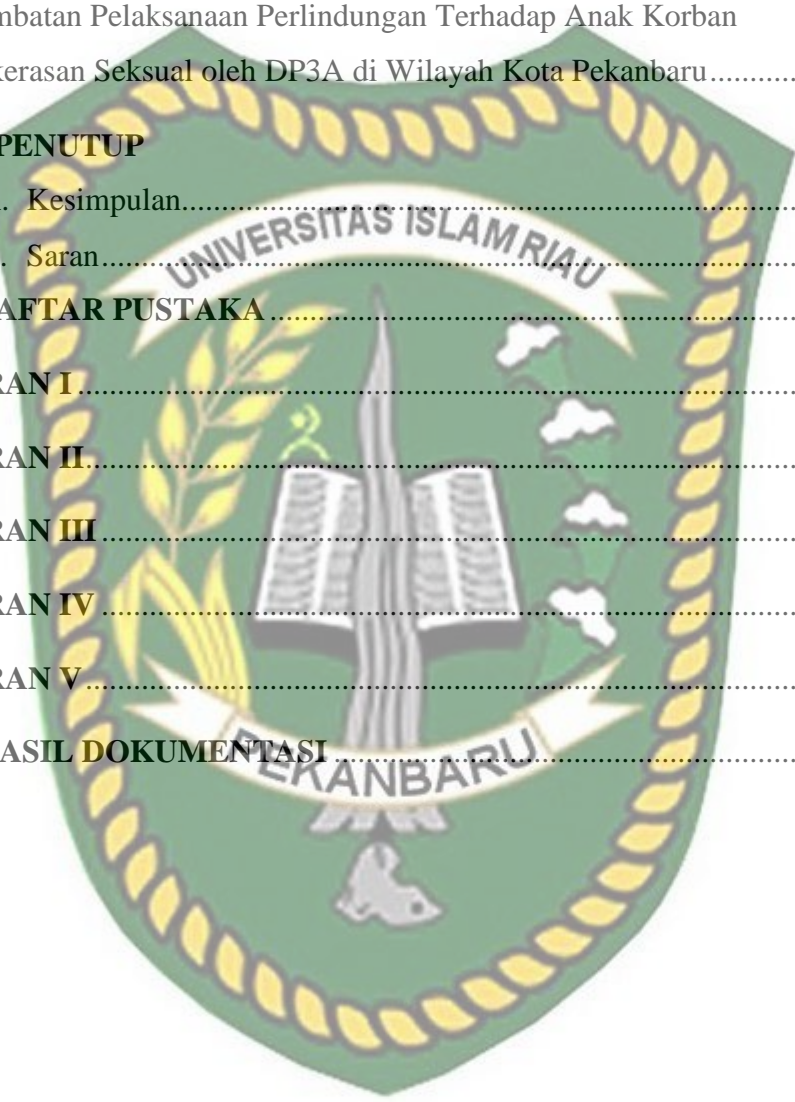 mbatan Pelaksanaan Perlindungan Terhadap Anak Korban
kerasan Seksual oleh DP3A di Wilayah Kota Pekanbaru............
PENUTUP
. Kesimpulan............
UNIVERSITAS ISLAM RIAU
. Saran............
AFTAR PUSTAKA............
RAN I............
RAN II............
RAN III............
RAN IV............
RAN V............
ASIL DOKUMENTASI............
PEKANBARU